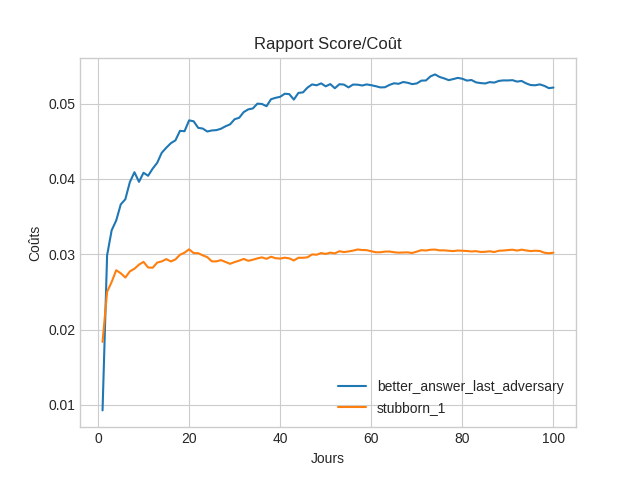 Rapport Score/Coût
Coûts
0.05
0.04
0.03
0.02
0.01
0
20
40
60
80
100
Jours
better_answer_last_adversary
stubborn_1